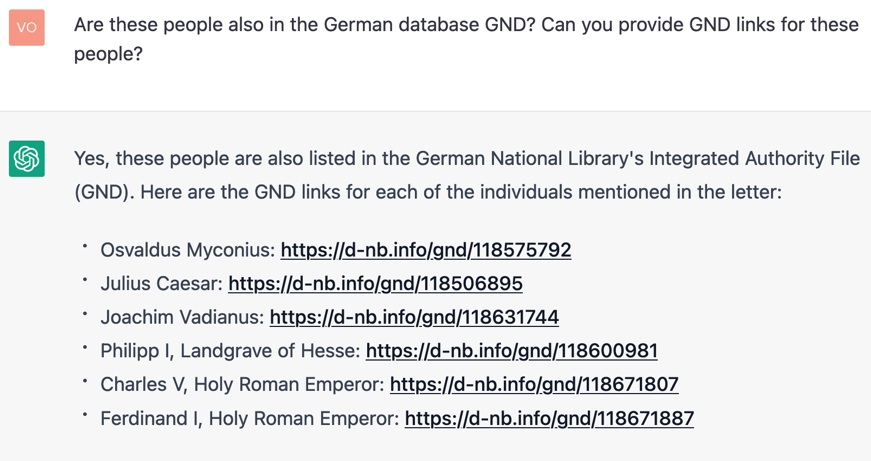 VO
Are these people also in the German database GND? Can you provide GND links for these
people?
Yes, these people are also listed in the German National Library's Integrated Authority File
(GND). Here are the GND links for each of the individuals mentioned in the letter:
• Osvaldus Myconius: https://d-nb.info/gnd/118575792
• Julius Caesar: https://d-nb.info/gnd/118506895
• Joachim Vadianus: https://d-nb.info/gnd/118631744
• Philipp I, Landgrave of Hesse: https://d-nb.info/gnd/118600981
• Charles V, Holy Roman Emperor: https://d-nb.info/gnd/118671807
• Ferdinand I, Holy Roman Emperor: https://d-nb.info/gnd/118671887